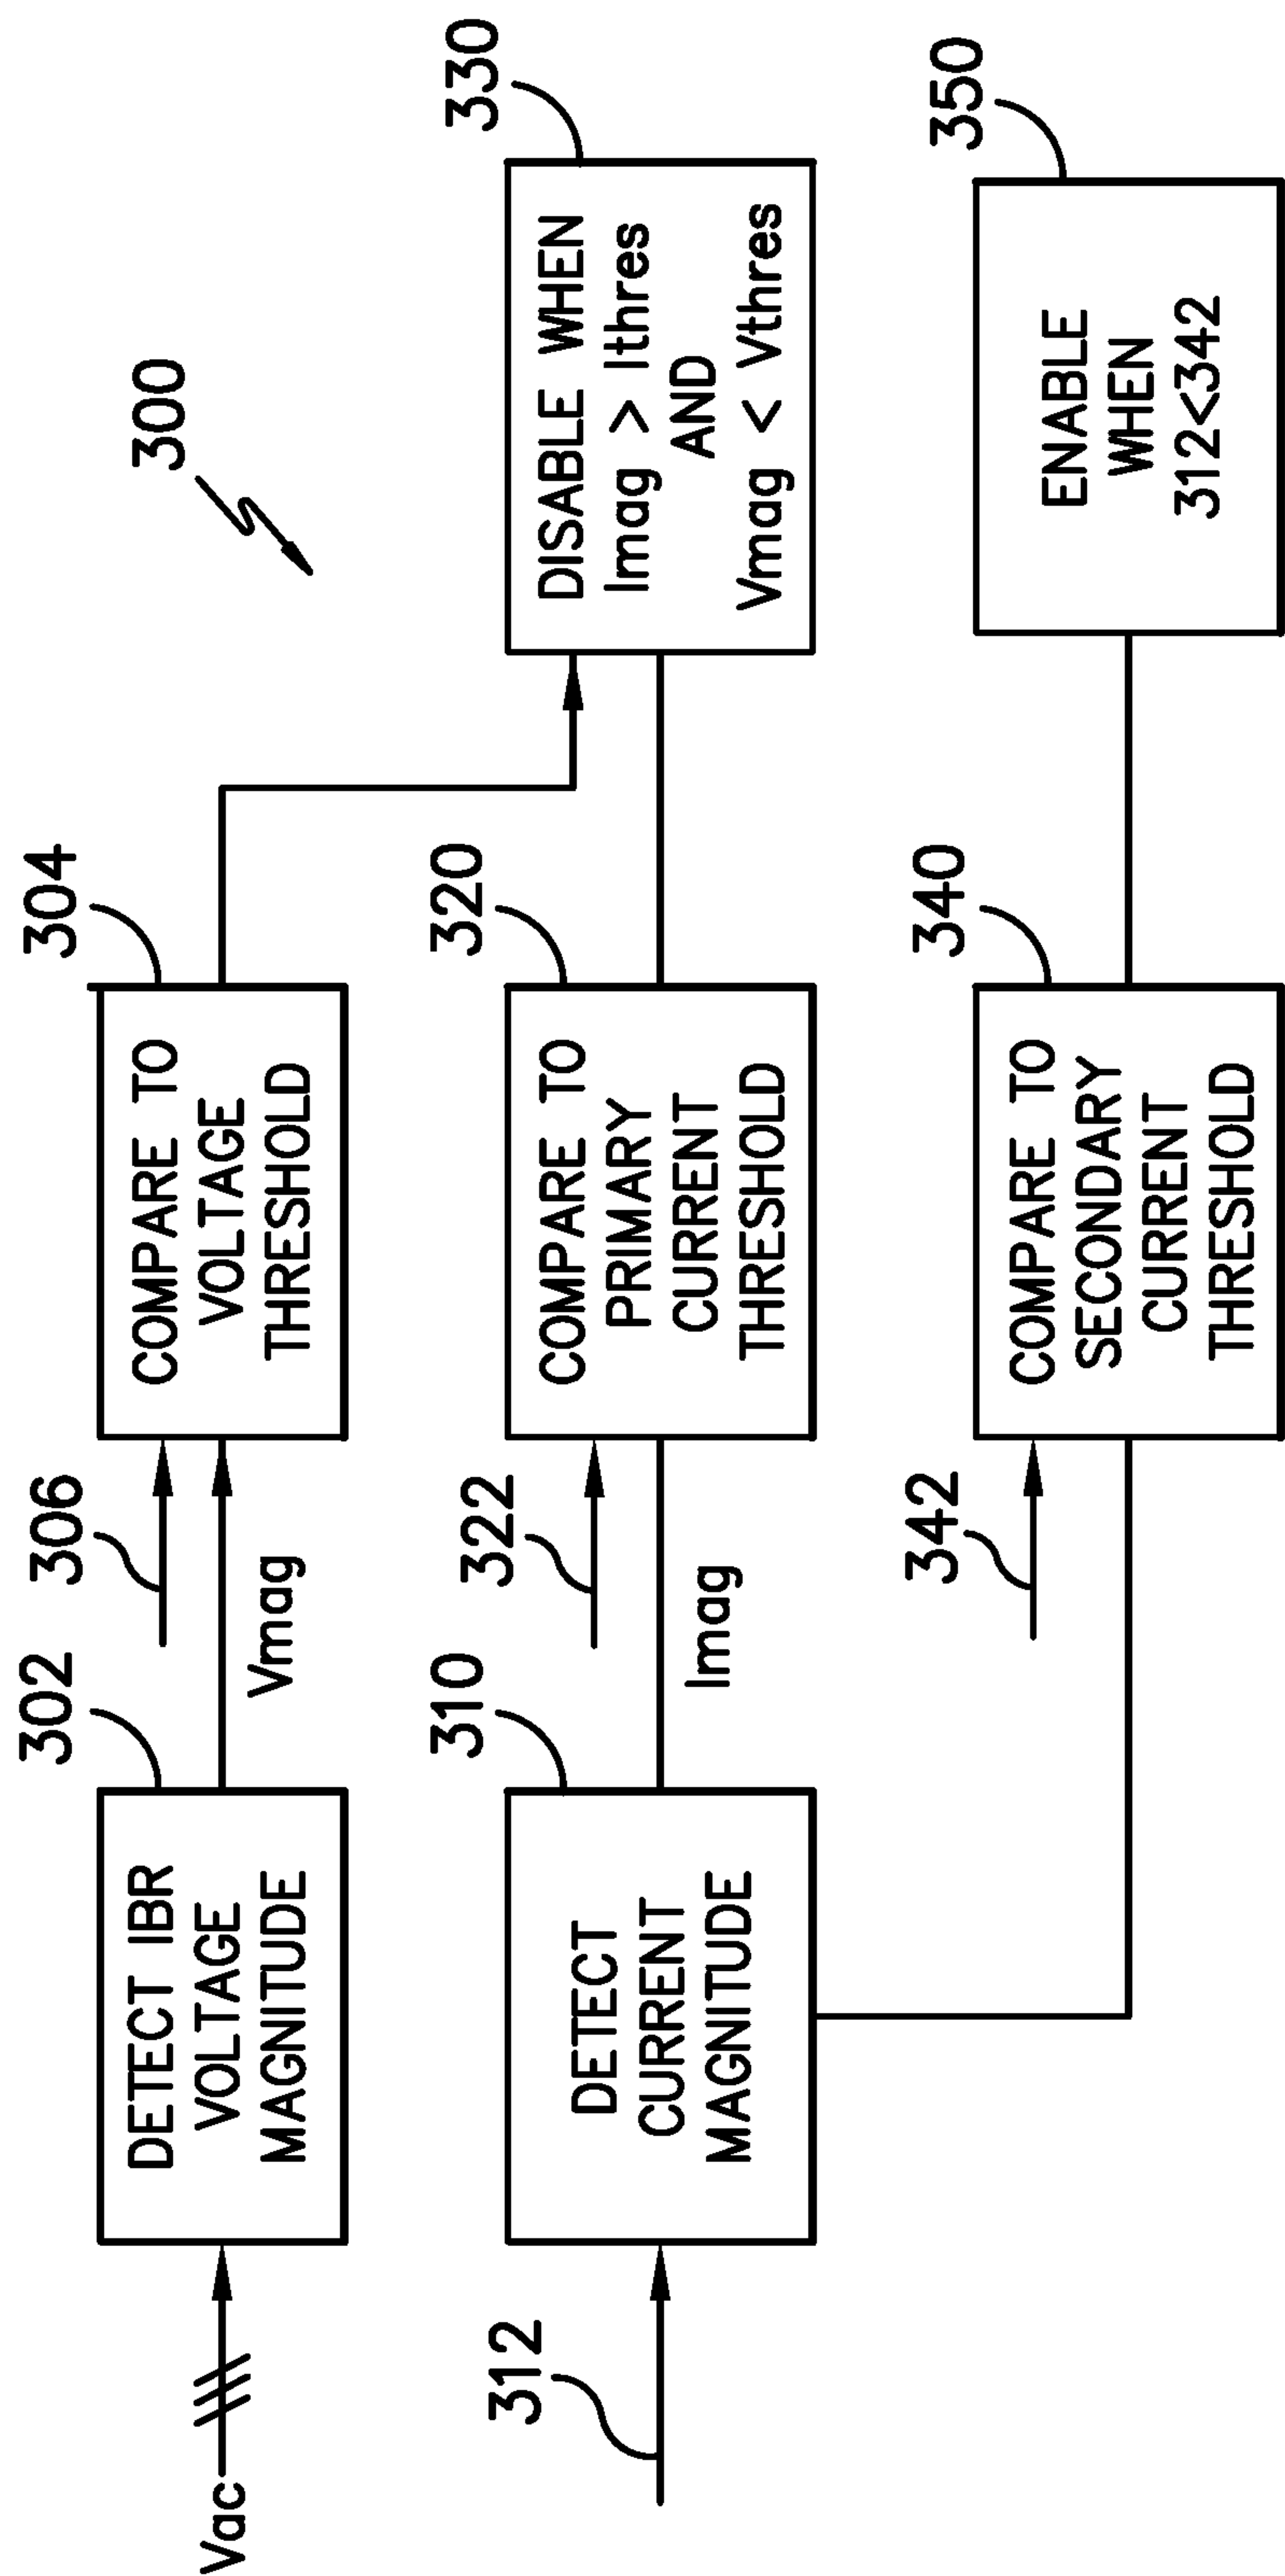 300
302
304
330
306
Vac
DETECT IBR
VOLTAGE
MAGNITUDE
Vmag
COMPARE TO
VOLTAGE
THRESHOLD
312
310
322
320
DETECT
CURRENT
MAGNITUDE
Imag
COMPARE TO
PRIMARY
CURRENT
THRESHOLD
DISABLE WHEN
Imag > Ithres
AND
Vmag < Vthres
342
340
350
COMPARE TO
SECONDARY
CURRENT
THRESHOLD
ENABLE
WHEN
312<342